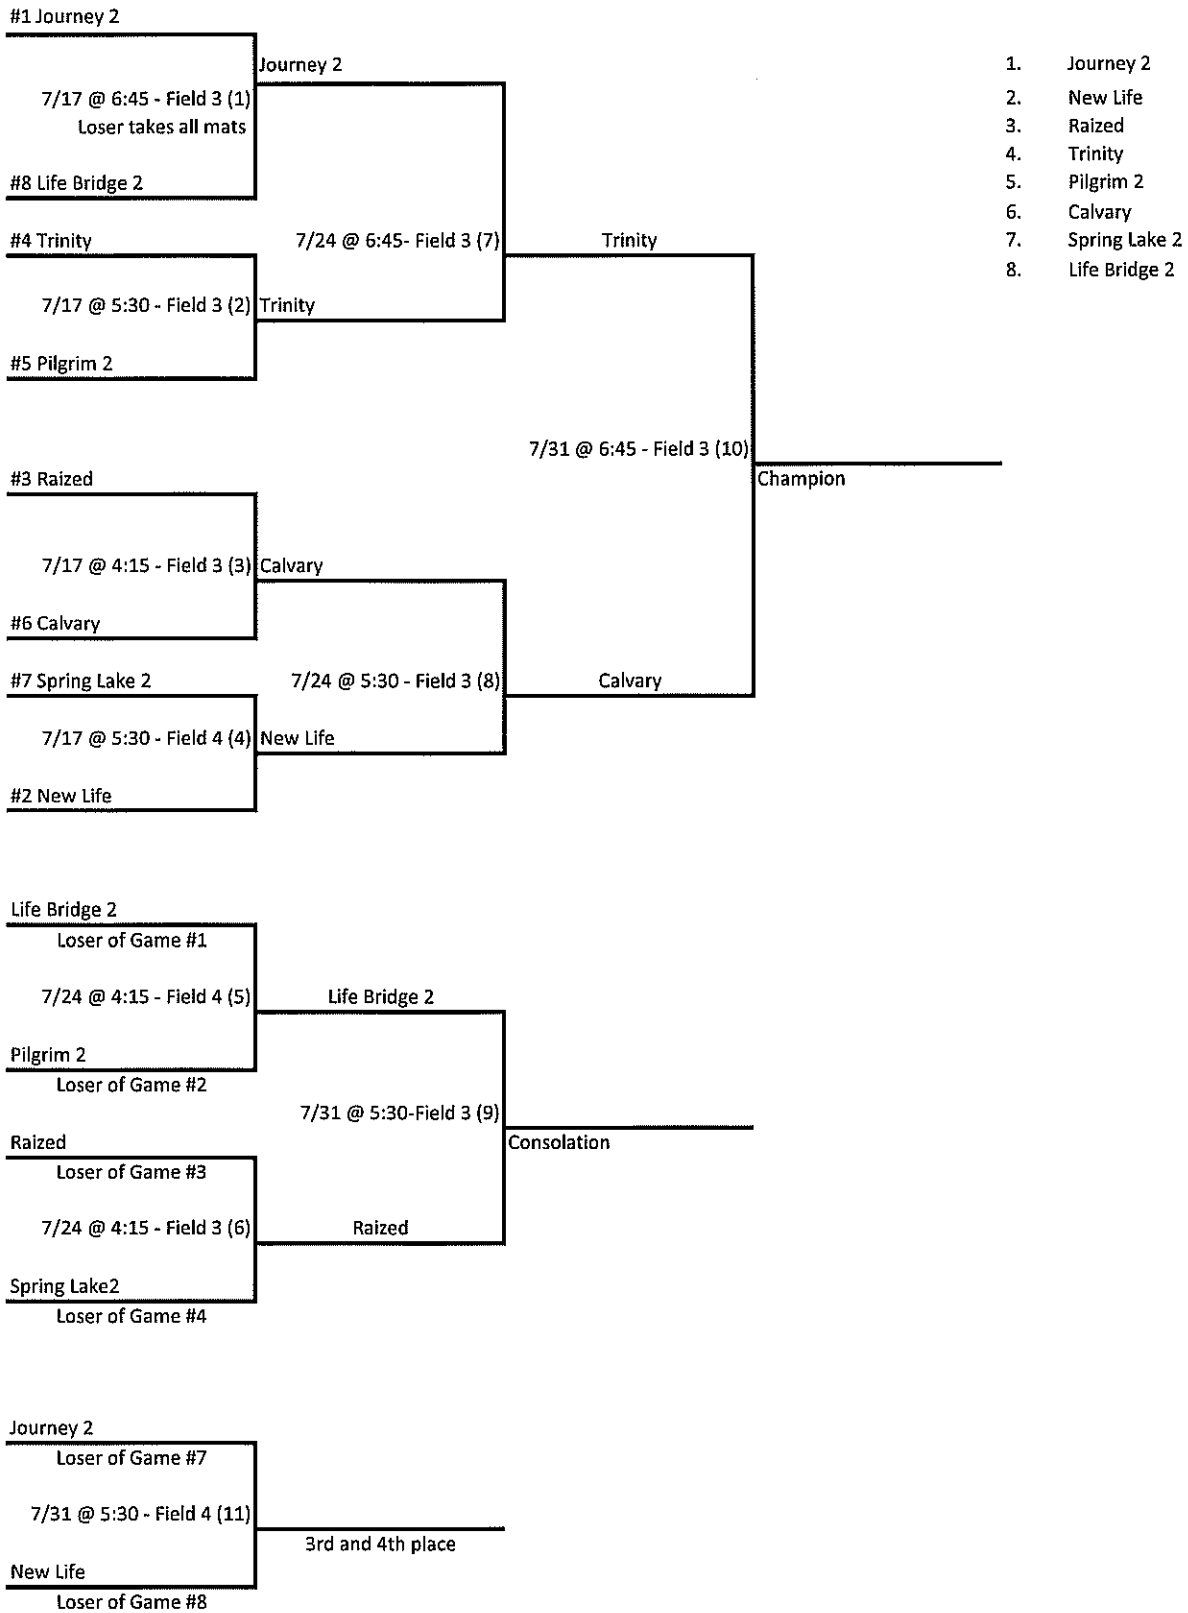 #1 Journey 2
Journey 2
7/17 @ 6:45 - Field 3 (1)
Loser takes all mats
#8 Life Bridge 2
#4 Trinity
7/24 @ 6:45- Field 3 (7)
Trinity
7/17 @ 5:30 - Field 3 (2)
Trinity
#5 Pilgrim 2
7/31 @ 6:45 - Field 3 (10)
Champion
#3 Raized
7/17 @ 4:15 - Field 3 (3)
Calvary
#6 Calvary
#7 Spring Lake 2
7/24 @ 5:30 - Field 3 (8)
Calvary
7/17 @ 5:30 - Field 4 (4)
New Life
#2 New Life
1. Journey 2
2. New Life
3. Raized
4. Trinity
5. Pilgrim 2
6. Calvary
7. Spring Lake 2
8. Life Bridge 2
Life Bridge 2
Loser of Game #1
7/24 @ 4:15 - Field 4 (5)
Life Bridge 2
Pilgrim 2
Loser of Game #2
7/31 @ 5:30-Field 3 (9)
Consolation
Raized
Loser of Game #3
7/24 @ 4:15 - Field 3 (6)
Raized
Spring Lake2
Loser of Game #4
Journey 2
Loser of Game #7
7/31 @ 5:30 - Field 4 (11)
3rd and 4th place
New Life
Loser of Game #8